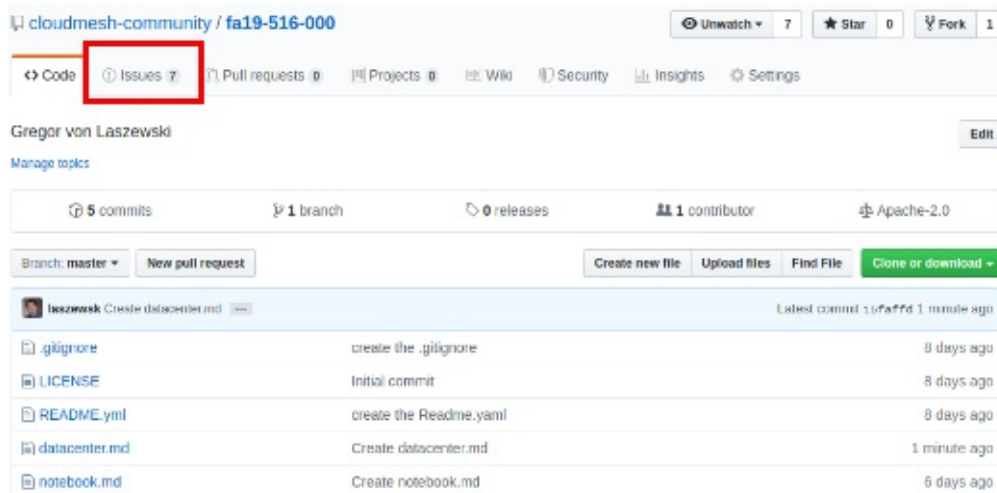 cloudmesh-community / fa19-516-000 Unwatch 7 Star 0 Fork 1
Code Issues 7 Pull requests 0 Projects 0 Wiki Security Insights Settings
Gregor von Laszewski Edit
Manage topics
5 commits 1 branch 0 releases 1 contributor Apache-2.0
Branch: master New pull request Create new file Upload files Find File Clone or download
laszewsk Create datacenter.md Latest commit 1 minute ago
.gitignore create the .gitignore 8 days ago
LICENSE Initial commit 8 days ago
README.yml create the Readme.yaml 8 days ago
datacenter.md Create datacenter.md 1 minute ago
notebook.md Create notebook.md 6 days ago